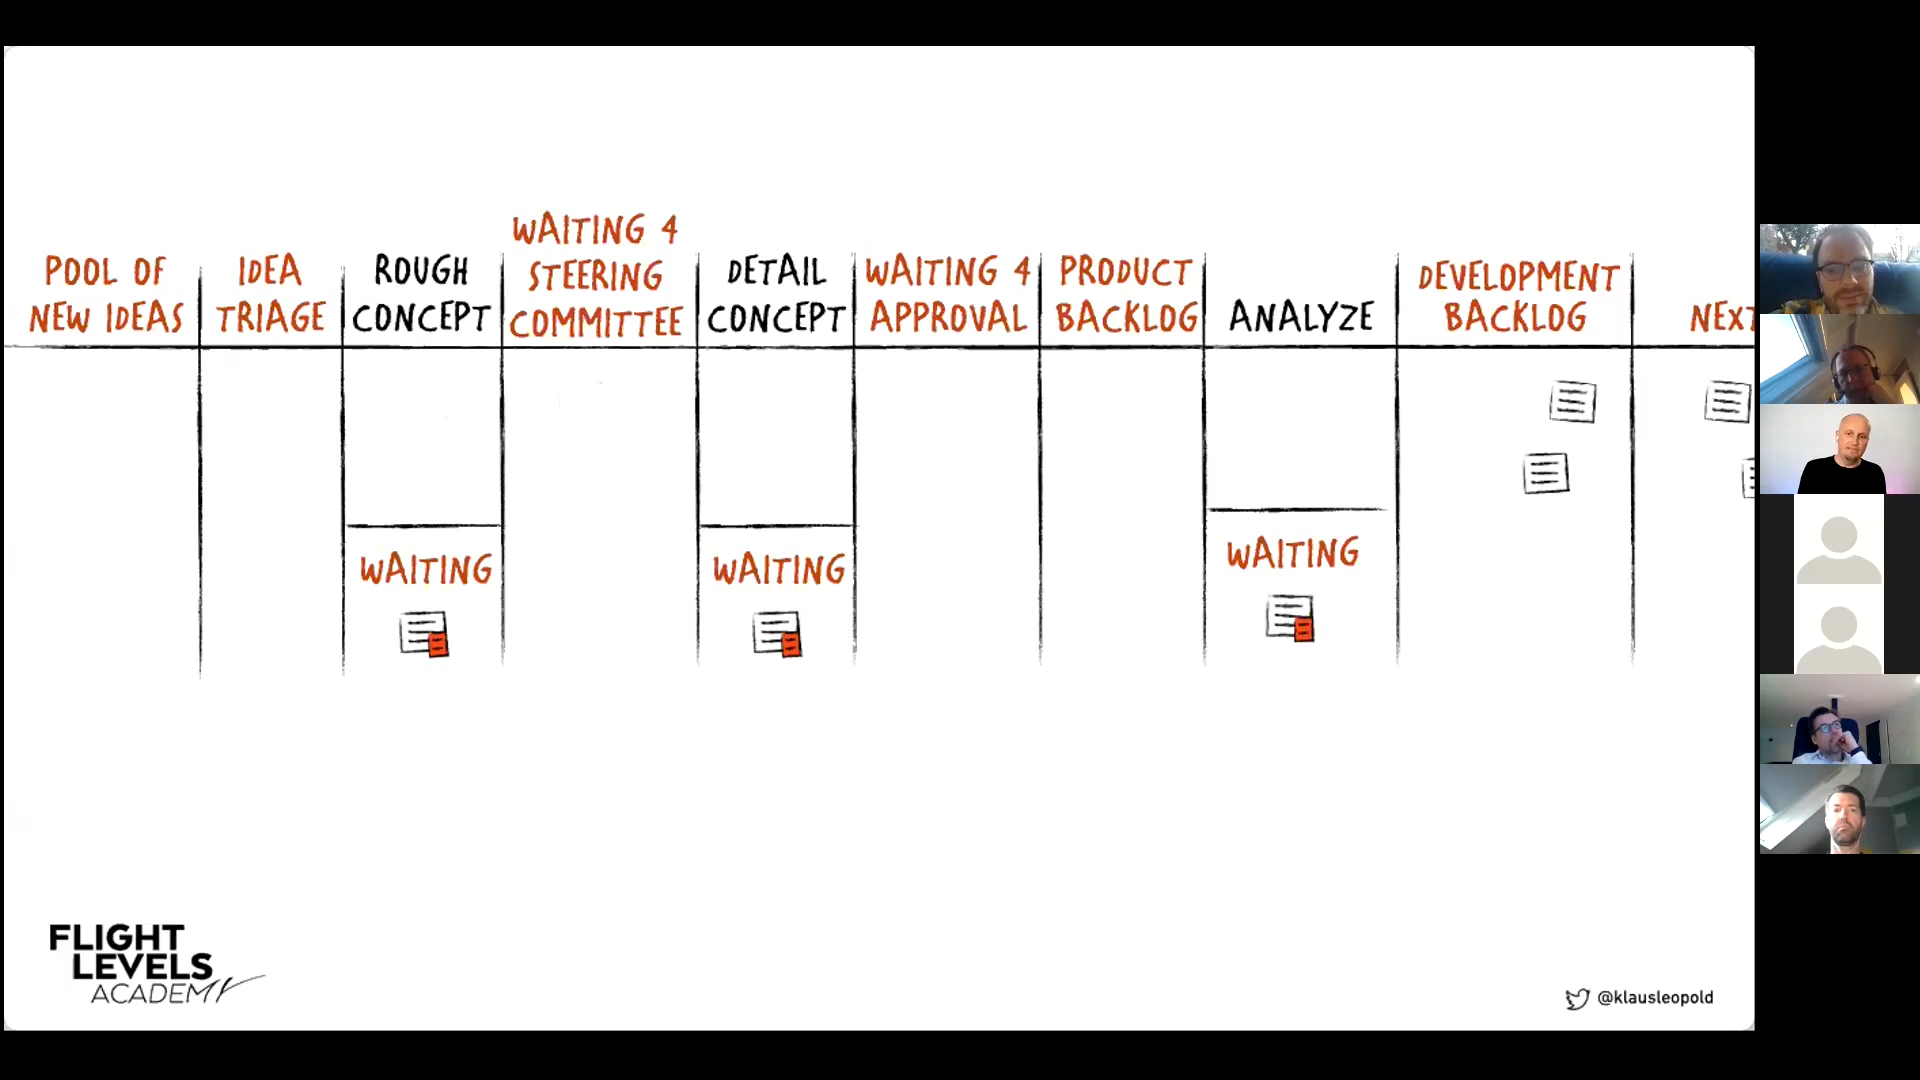 POOL OF
NEW IDEAS
IDEA
TRIAGE
ROUGH
CONCEPT
WAITING 4
STEERING
COMMITTEE
DETAIL
CONCEPT
WAITING 4
APPROVAL
PRODUCT
BACKLOG
ANALYZE
DEVELOPMENT
BACKLOG
NEXT
WAITING
WAITING
WAITING
FLIGHT
LEVELS
ACADEMY
@klausleopold